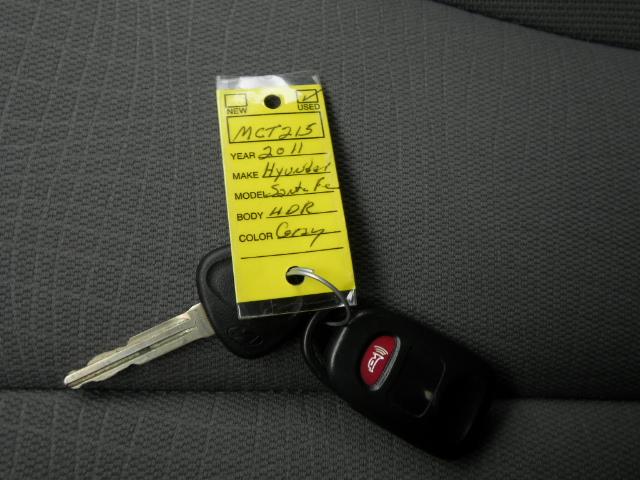 NEW USED
MCT215
YEAR 2011
MAKE Hyundai
MODEL Santa Fe
BODY 4DR
COLOR Gray